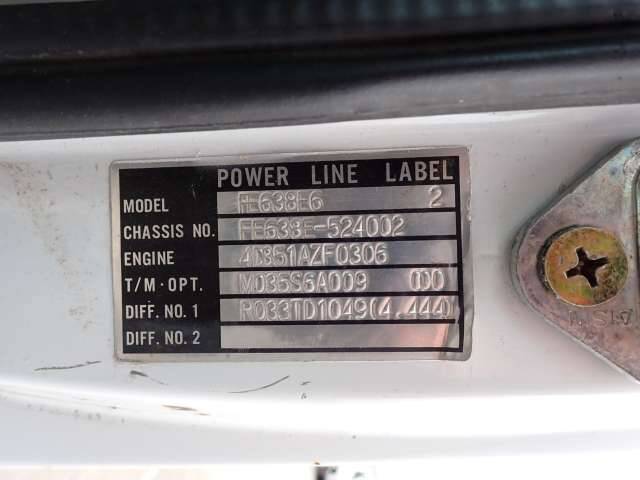 POWER LINE LABEL
MODEL FE638E6 2
CHASSIS NO. FE638E-524002
ENGINE 4D351AZF0306
T/M·OPT. M035S6A009 000
DIFF. NO. 1 R033TD1049(4.444)
DIFF. NO. 2